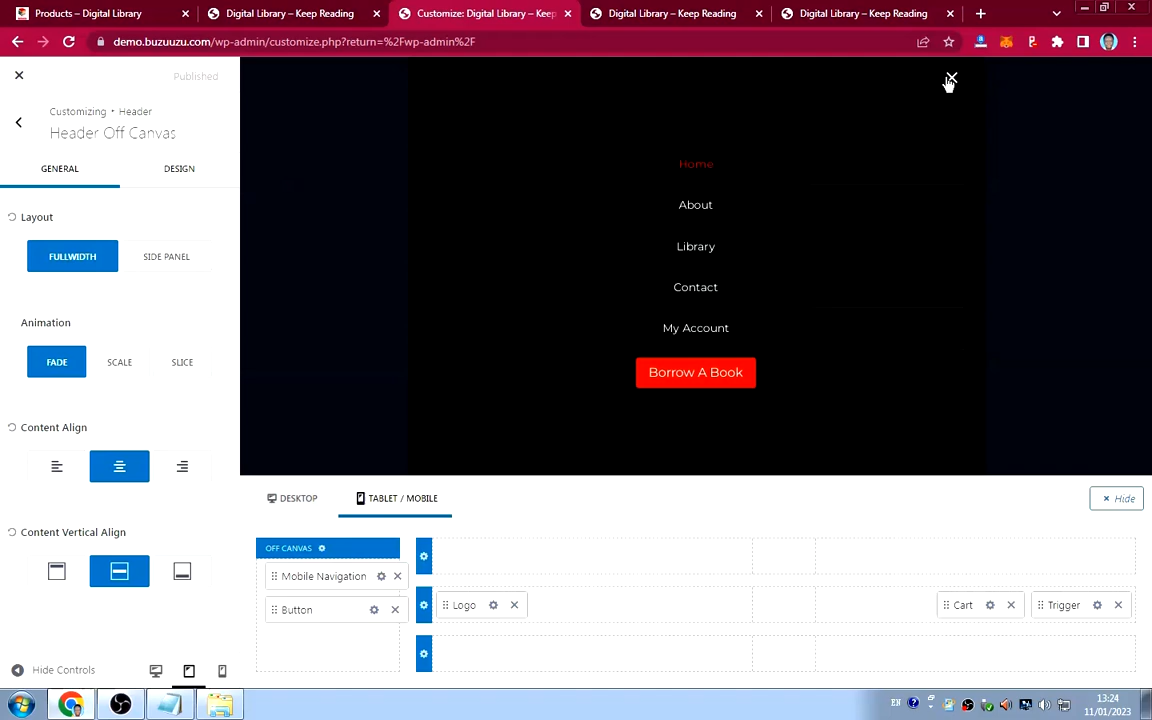 Products – Digital Library
Digital Library – Keep Reading
Customize: Digital Library – Keep
Digital Library – Keep Reading
Digital Library – Keep Reading
demo.buzuuzu.com/wp-admin/customize.php?return=%2Fwp-admin%2F
Published
Customizing • Header
Header Off Canvas
GENERAL
DESIGN
Layout
FULLWIDTH
SIDE PANEL
Animation
FADE
SCALE
SLICE
Content Align
Content Vertical Align
Hide Controls
Home
About
Library
Contact
My Account
Borrow A Book
DESKTOP
TABLET / MOBILE
× Hide
OFF CANVAS
Mobile Navigation
Button
Logo
Cart
Trigger
EN
13:24
11/01/2023